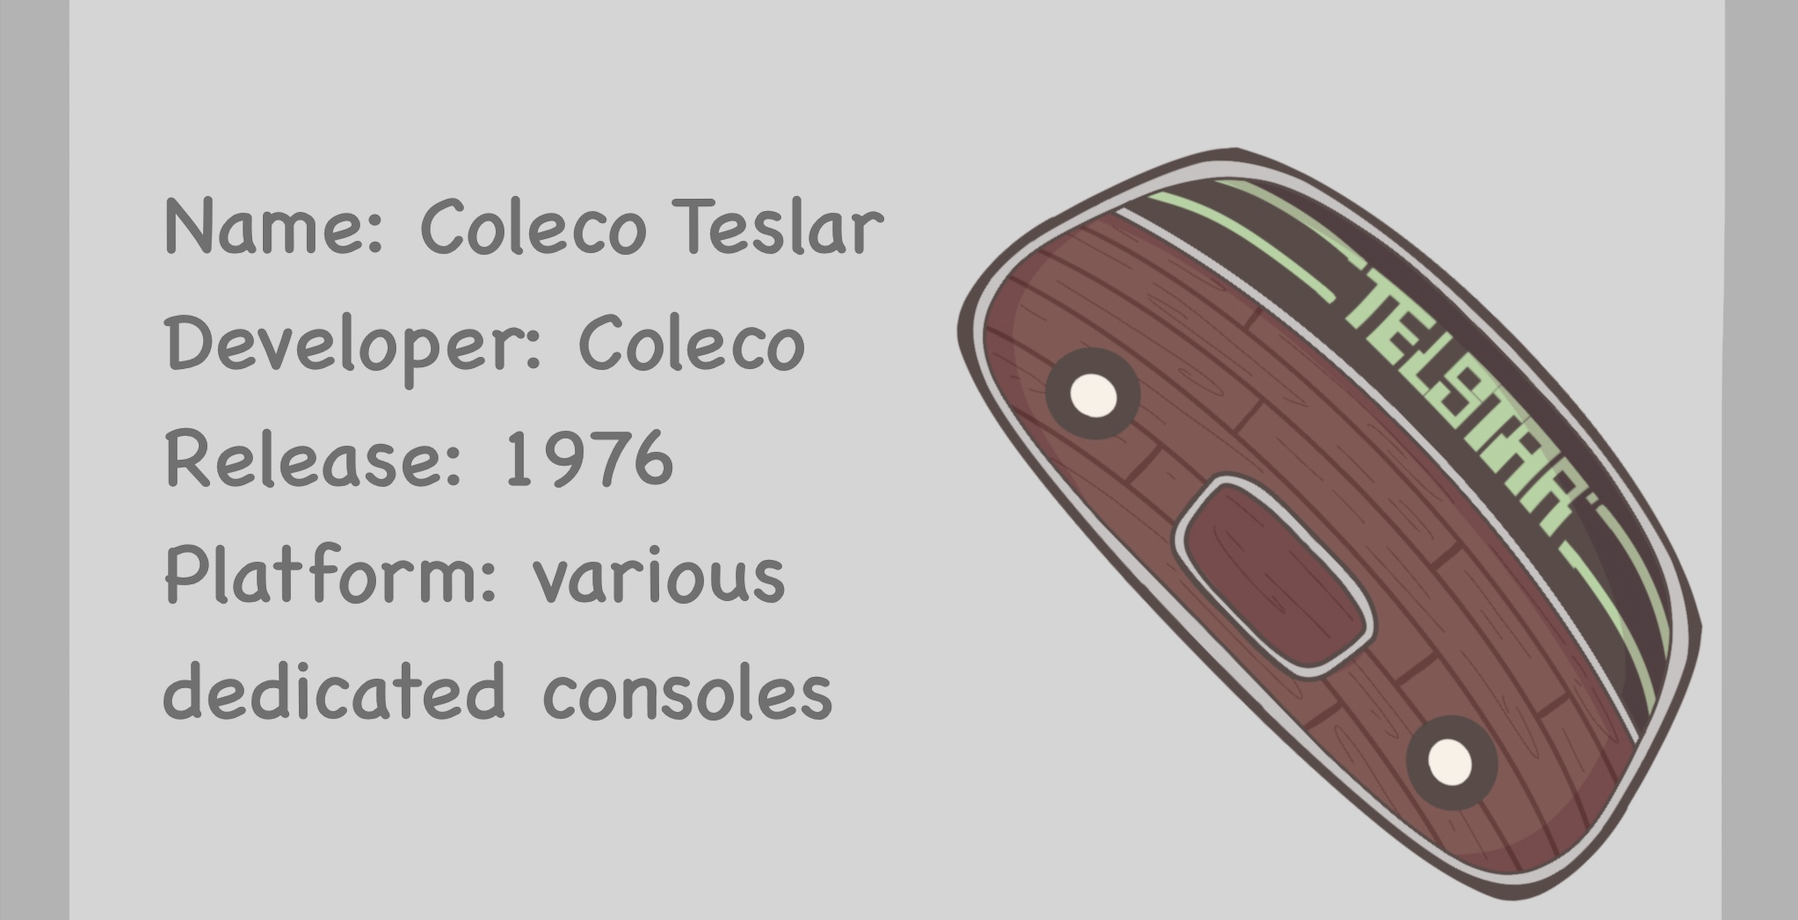 Name: Coleco Teslar
Developer: Coleco
Release: 1976
Platform: various
dedicated consoles
TELSTAR